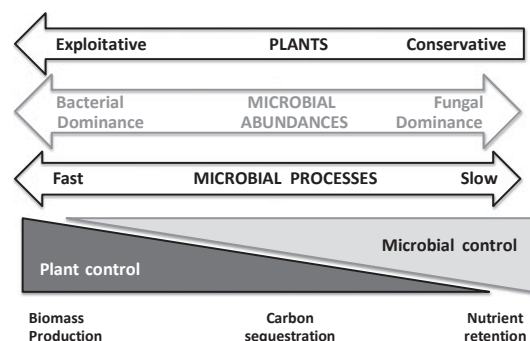 Exploitative PLANTS Conservative
Bacterial MICROBIAL Fungal
Dominance ABUNDANCES Dominance
Fast MICROBIAL PROCESSES Slow
Microbial control
Plant control
Biomass Carbon Nutrient
Production sequestration retention